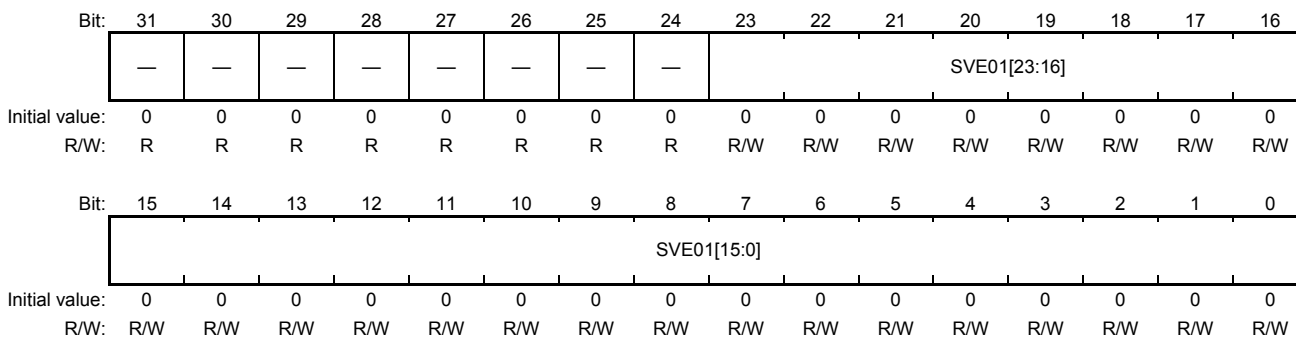 Bit: 31 30 29 28 27 26 25 24 23 22 21 20 19 18 17 16
— — — — — — — — SVE01[23:16]
Initial value: 0 0 0 0 0 0 0 0 0 0 0 0 0 0 0 0
R/W: R R R R R R R R R/W R/W R/W R/W R/W R/W R/W R/W
Bit: 15 14 13 12 11 10 9 8 7 6 5 4 3 2 1 0
SVE01[15:0]
Initial value: 0 0 0 0 0 0 0 0 0 0 0 0 0 0 0 0
R/W: R/W R/W R/W R/W R/W R/W R/W R/W R/W R/W R/W R/W R/W R/W R/W R/W